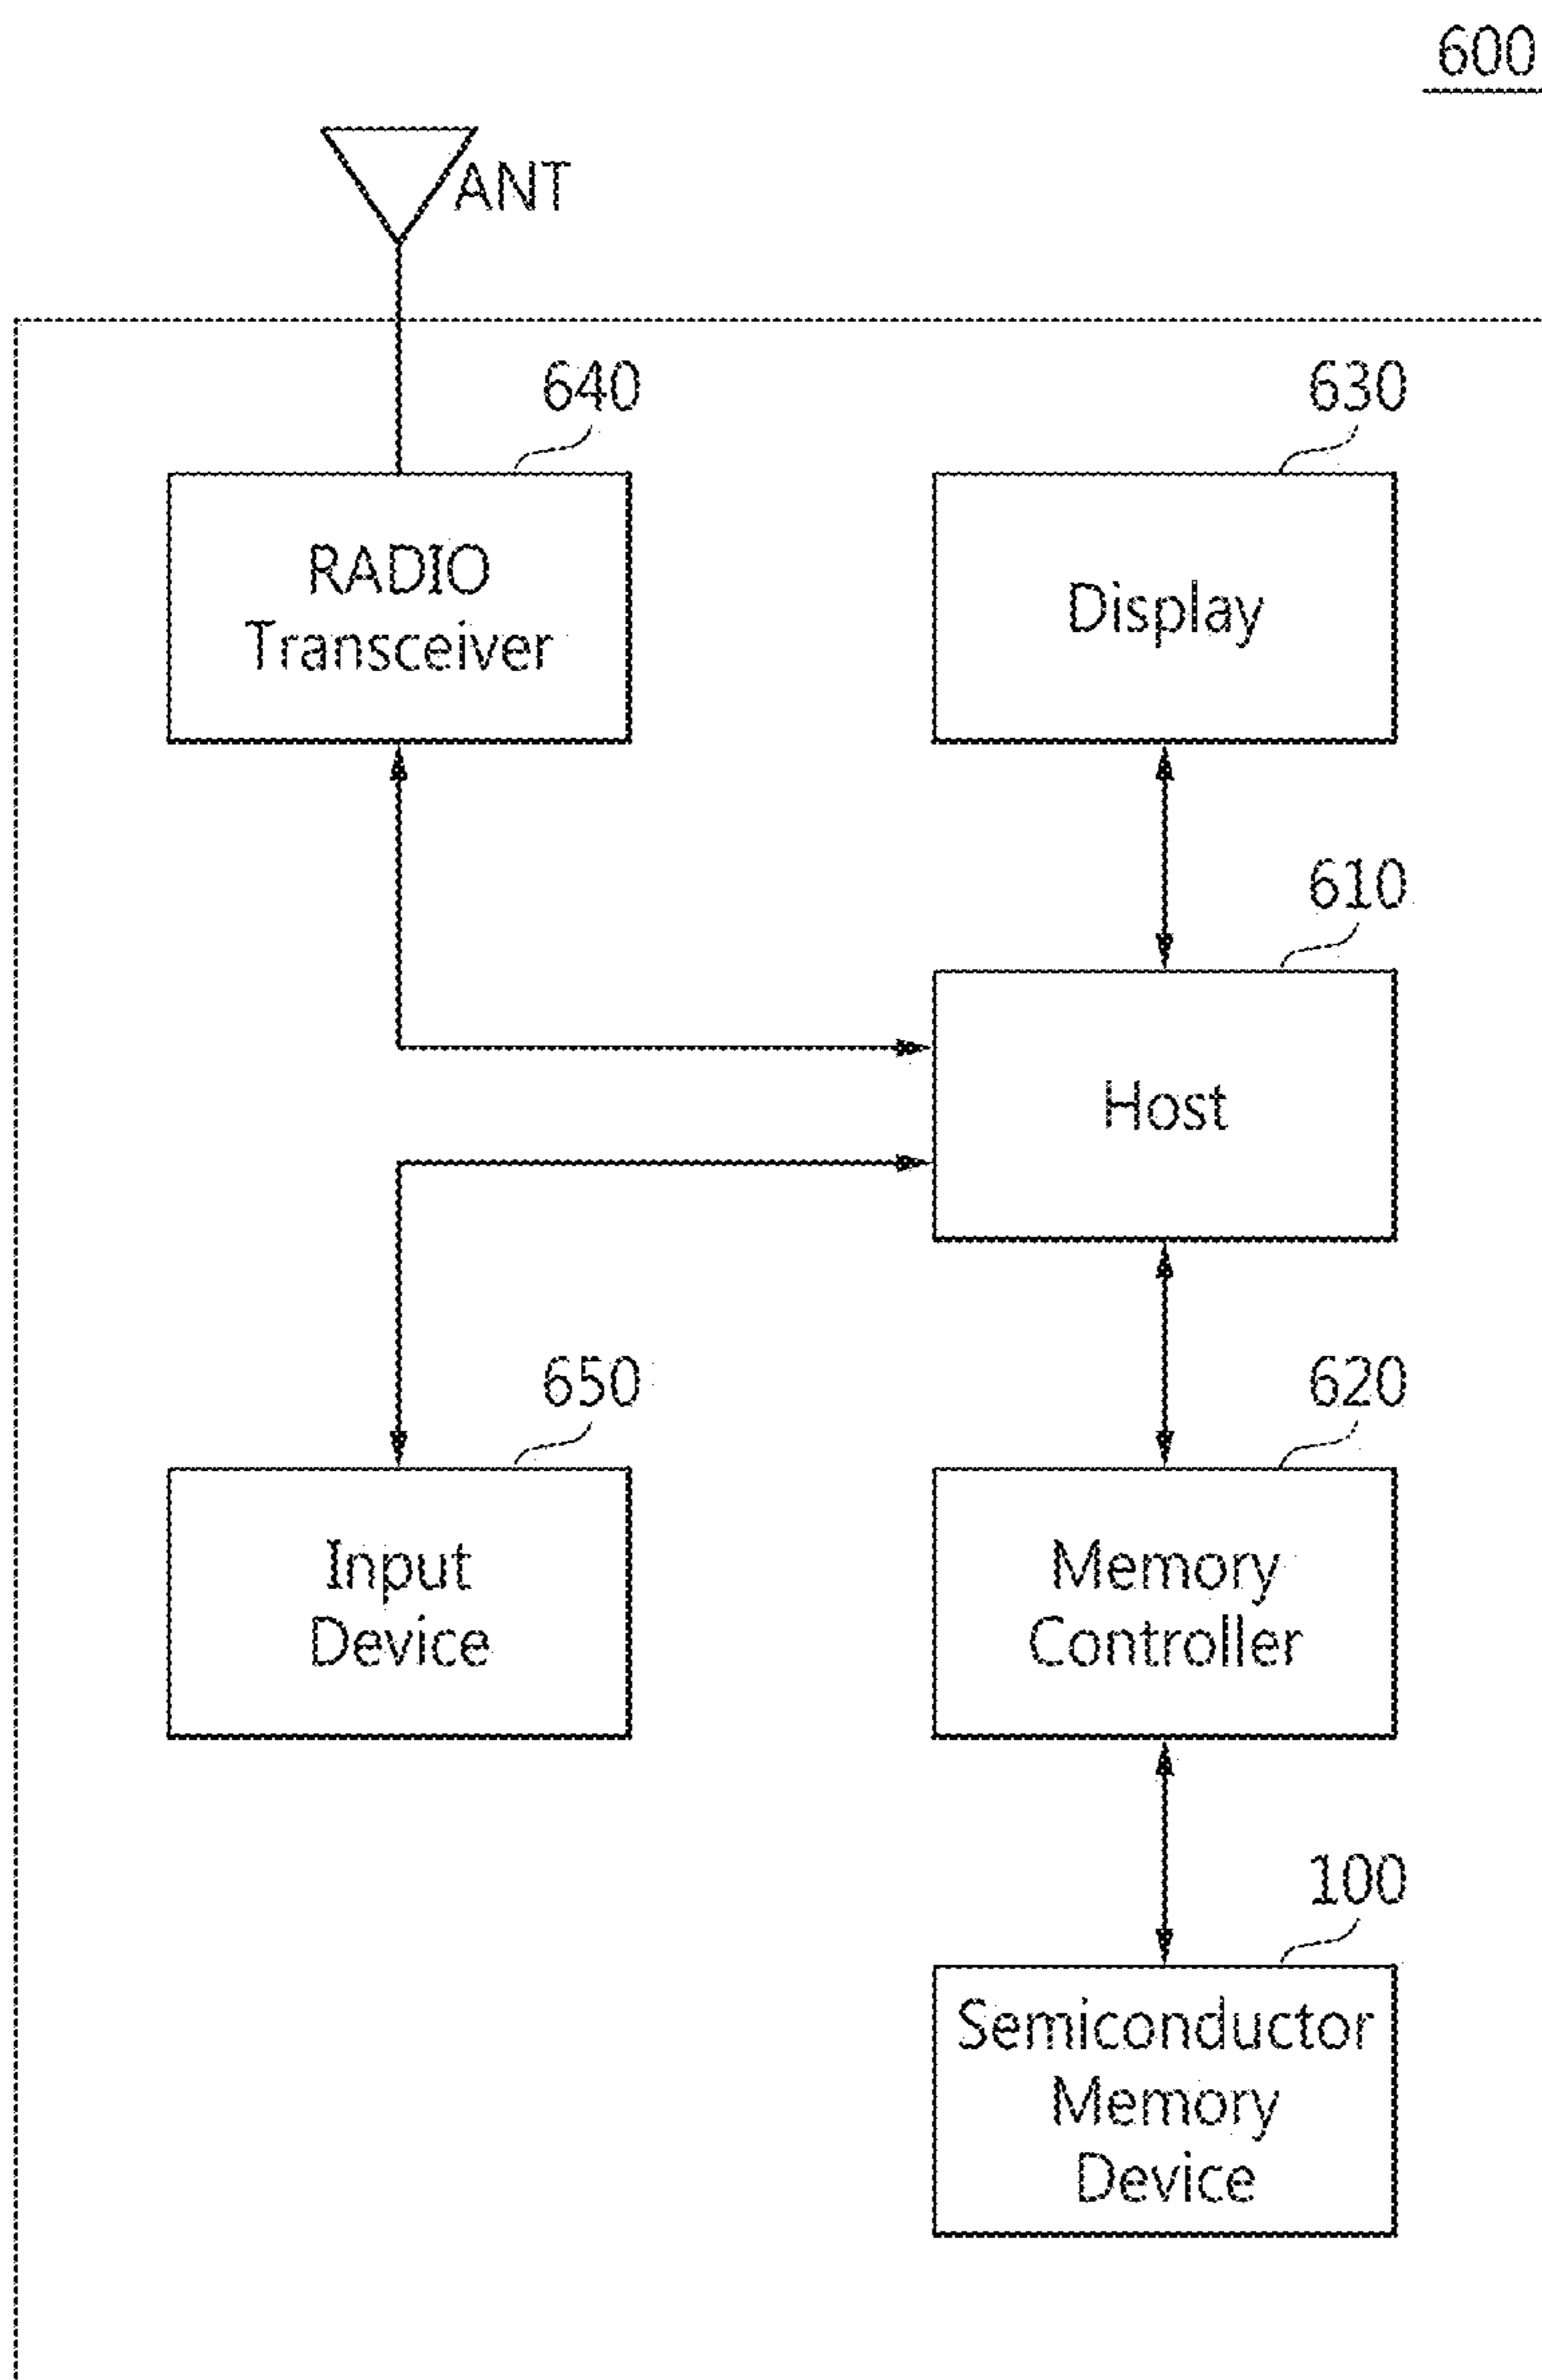 600
ANT
640
630
RADIO
Transceiver
Display
610
Host
650
620
Input
Device
Memory
Controller
100
Semiconductor
Memory
Device